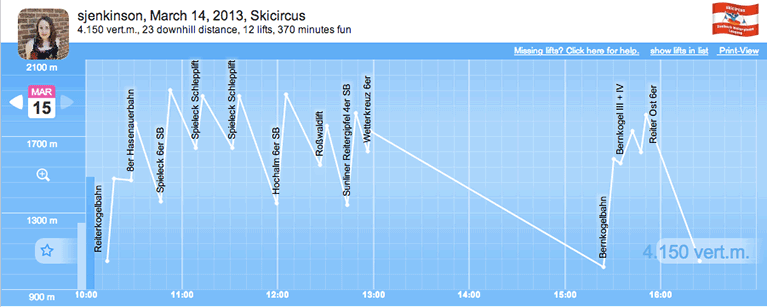 sjenkinson, March 14, 2013, Skicircus
4.150 vert.m., 23 downhill distance, 12 lifts, 370 minutes fun
Skicircus
Missing lifts? Click here for help.
show lifts in list
Print-View
2100 m
MAR
15
1700 m
1300 m
900 m
Reiterkogelbahn
8er Hasenauerbahn
Spieleck 6er SB
Spieleck Schlepplift
Spieleck Schlepplift
Hochalm 6er SB
Roßwaldlift
Sunliner Reitergipfel 4er SB
Wetterkreuz 6er
Bernkogelbahn
Bernkogel III + IV
Reiter Ost 6er
4.150 vert.m.
10:00
11:00
12:00
13:00
14:00
15:00
16:00